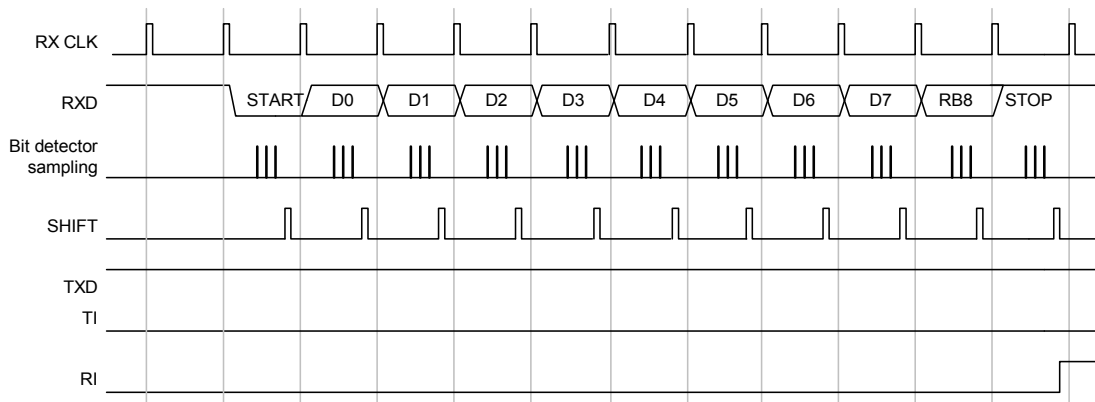 RX CLK
RXD
START D0 D1 D2 D3 D4 D5 D6 D7 RB8 STOP
Bit detector
sampling
SHIFT
TXD
TI
RI